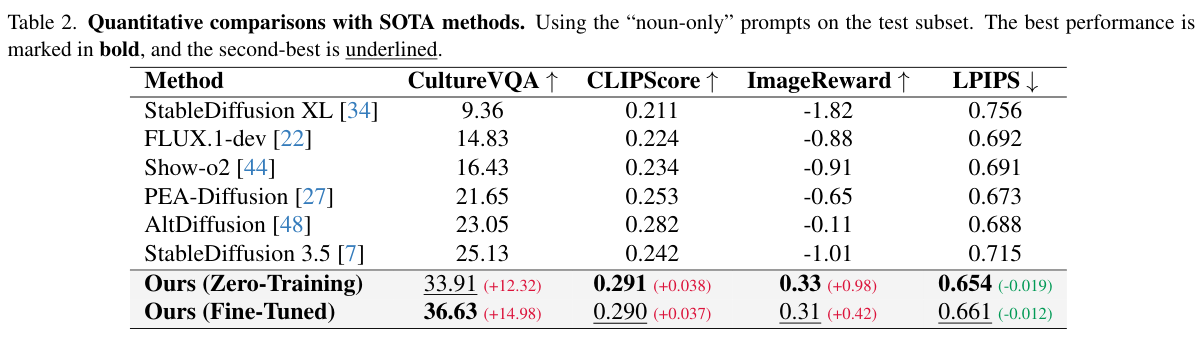 Table 2. Quantitative comparisons with SOTA methods. Using the “noun-only” prompts on the test subset. The best performance is
marked in bold, and the second-best is underlined.
Method CultureVQA ↑ CLIPScore ↑ ImageReward ↑ LPIPS ↓
StableDiffusion XL [34] 9.36 0.211 -1.82 0.756
FLUX.1-dev [22] 14.83 0.224 -0.88 0.692
Show-o2 [44] 16.43 0.234 -0.91 0.691
PEA-Diffusion [27] 21.65 0.253 -0.65 0.673
AltDiffusion [48] 23.05 0.282 -0.11 0.688
StableDiffusion 3.5 [7] 25.13 0.242 -1.01 0.715
Ours (Zero-Training) 33.91 (+12.32) 0.291 (+0.038) 0.33 (+0.98) 0.654 (-0.019)
Ours (Fine-Tuned) 36.63 (+14.98) 0.290 (+0.037) 0.31 (+0.42) 0.661 (-0.012)